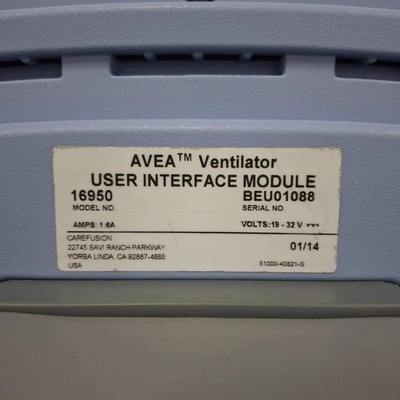 AVEA™ Ventilator
USER INTERFACE MODULE
16950 BEU01088
MODEL NO. SERIAL NO.
AMPS: 1.6A VOLTS: 19 - 32 V ⎓
CAREFUSION
22745 SAVI RANCH PARKWAY 01/14
YORBA LINDA, CA 92887-4668
USA 51000-40821-G